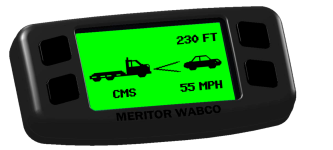 230 FT
CMS 55 MPH
MERITOR WABCO